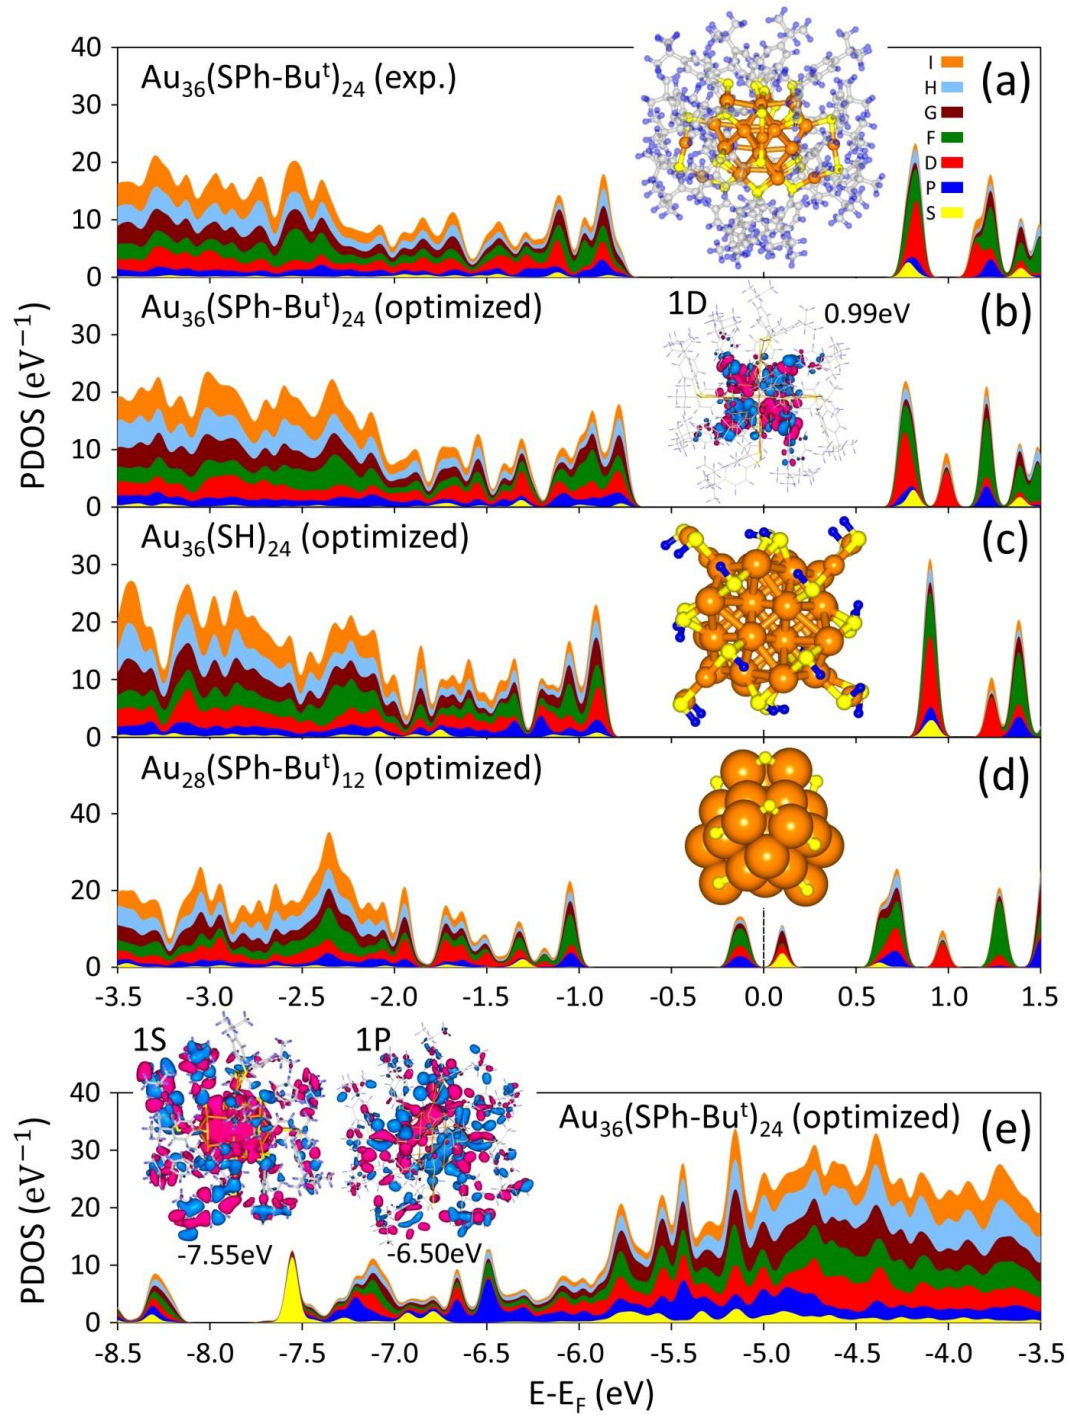 PDOS (eV⁻¹)
40
30
20
10
0
Au₃₆(SPh-Buᵗ)₂₄ (exp.)
(a)
I
H
G
F
D
P
S
30
20
10
0
Au₃₆(SPh-Buᵗ)₂₄ (optimized)
1D
0.99eV
(b)
30
20
10
0
Au₃₆(SH)₂₄ (optimized)
(c)
40
20
0
Au₂₈(SPh-Buᵗ)₁₂ (optimized)
(d)
-3.5 -3.0 -2.5 -2.0 -1.5 -1.0 -0.5 0.0 0.5 1.0 1.5
PDOS (eV⁻¹)
40
30
20
10
0
1S
-7.55eV
1P
-6.50eV
Au₃₆(SPh-Buᵗ)₂₄ (optimized)
(e)
-8.5 -8.0 -7.5 -7.0 -6.5 -6.0 -5.5 -5.0 -4.5 -4.0 -3.5
E-E_F (eV)